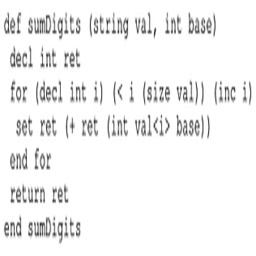 def sumDigits (string val, int base)
decl int ret
for (decl int i) (< i (size val)) (inc i)
set ret (+ ret (int val<i> base))
end for
return ret
end sumDigits